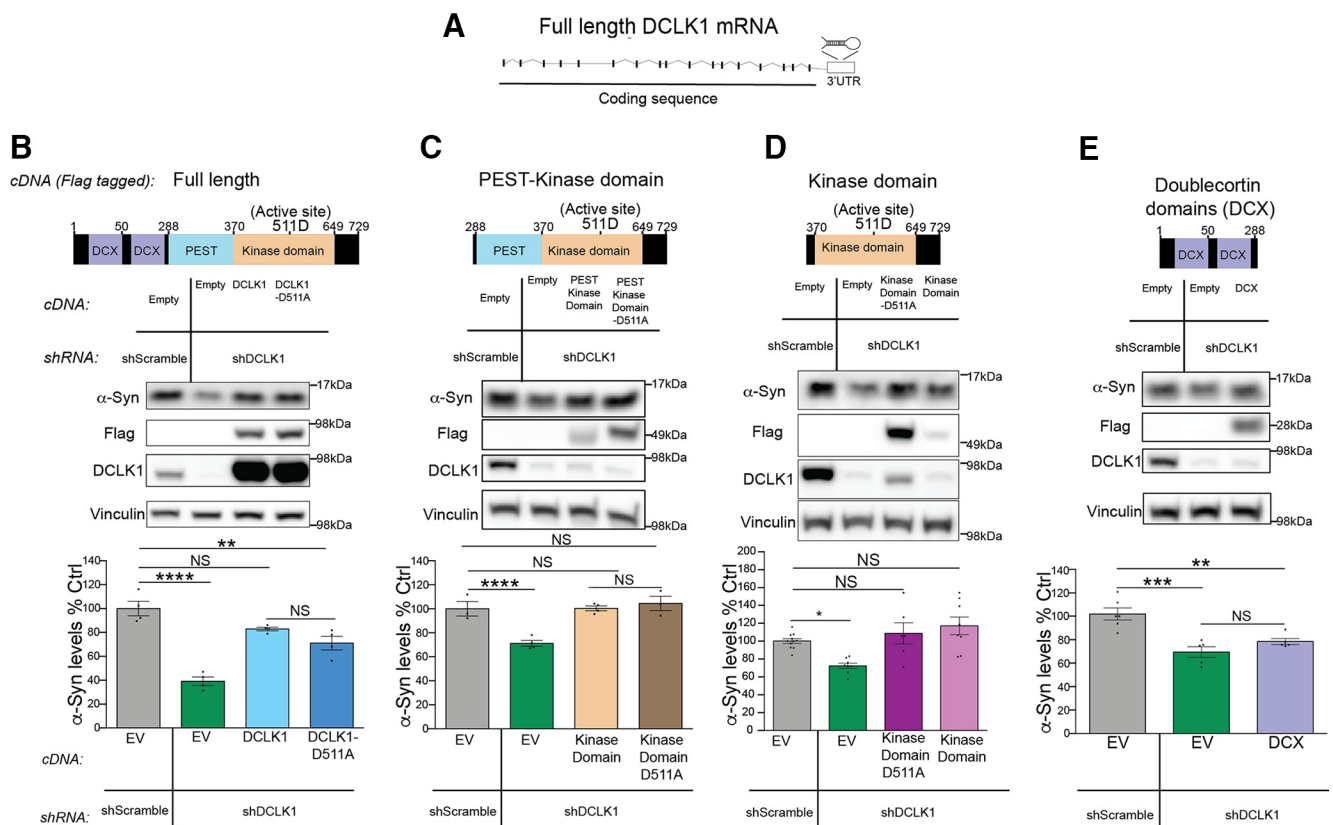 A
Full length DCLK1 mRNA
3'UTR
Coding sequence
B
cDNA (Flag tagged): Full length
(Active site)
1 50 288 370 511D 649 729
DCX DCX PEST Kinase domain
cDNA:
Empty
Empty
DCLK1
DCLK1
-D511A
shRNA:
shScramble
shDCLK1
α-Syn
17kDa
Flag
98kDa
DCLK1
98kDa
Vinculin
98kDa
α-Syn levels % Ctrl
140
120
100
80
60
40
20
0
**
NS
****
NS
EV
EV
DCLK1
DCLK1-
D511A
cDNA:
shRNA:
shScramble
shDCLK1
C
PEST-Kinase domain
(Active site)
288 370 511D 649 729
PEST Kinase domain
Empty
Empty
PEST
Kinase
Domain
PEST
Kinase
Domain
-D511A
shScramble
shDCLK1
α-Syn
17kDa
Flag
49kDa
DCLK1
98kDa
Vinculin
98kDa
α-Syn levels % Ctrl
140
120
100
80
60
40
20
0
NS
NS
****
NS
EV
EV
Kinase
Domain
Kinase
Domain
D511A
shScramble
shDCLK1
D
Kinase domain
(Active site)
370 511D 649 729
Kinase domain
Empty
Empty
Kinase
Domain
-D511A
Kinase
Domain
shScramble
shDCLK1
α-Syn
17kDa
Flag
49kDa
DCLK1
98kDa
Vinculin
98kDa
α-Syn levels % Ctrl
200
180
160
140
120
100
80
60
40
20
0
NS
NS
*
EV
EV
Kinase
Domain
D511A
Kinase
Domain
shScramble
shDCLK1
E
Doublecortin
domains (DCX)
1 50 288
DCX DCX
Empty
Empty
DCX
shScramble
shDCLK1
α-Syn
17kDa
Flag
28kDa
DCLK1
98kDa
Vinculin
98kDa
α-Syn levels % Ctrl
140
120
100
80
60
40
20
0
**
***
NS
EV
EV
DCX
shScramble
shDCLK1